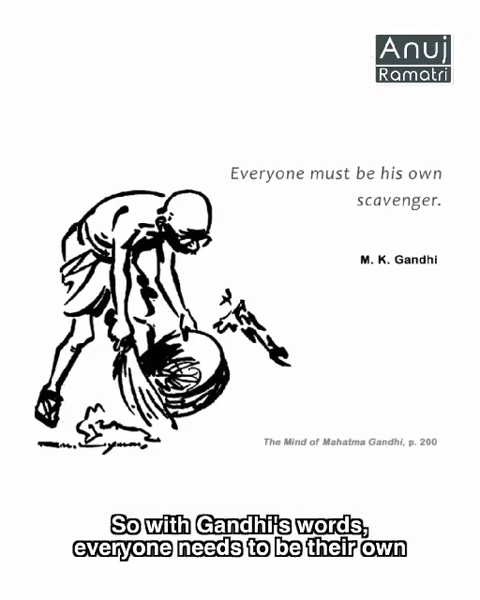 Anuj
Ramatri
Everyone must be his own
scavenger.
M. K. Gandhi
The Mind of Mahatma Gandhi, p. 200
So with Gandhi's words,
everyone needs to be their own